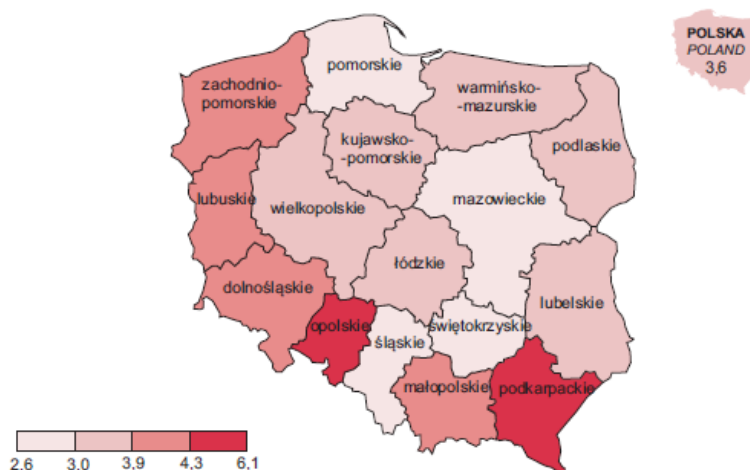 POLSKA
POLAND
3,6
pomorskie
zachodnio-
pomorskie
warmińsko-
-mazurskie
kujawsko-
-pomorskie
podlaskie
lubuskie
wielkopolskie
mazowieckie
łódzkie
dolnośląskie
lubelskie
opolskie
śląskie
świętokrzyskie
małopolskie
podkarpackie
2.6 3.0 3.9 4.3 6.1